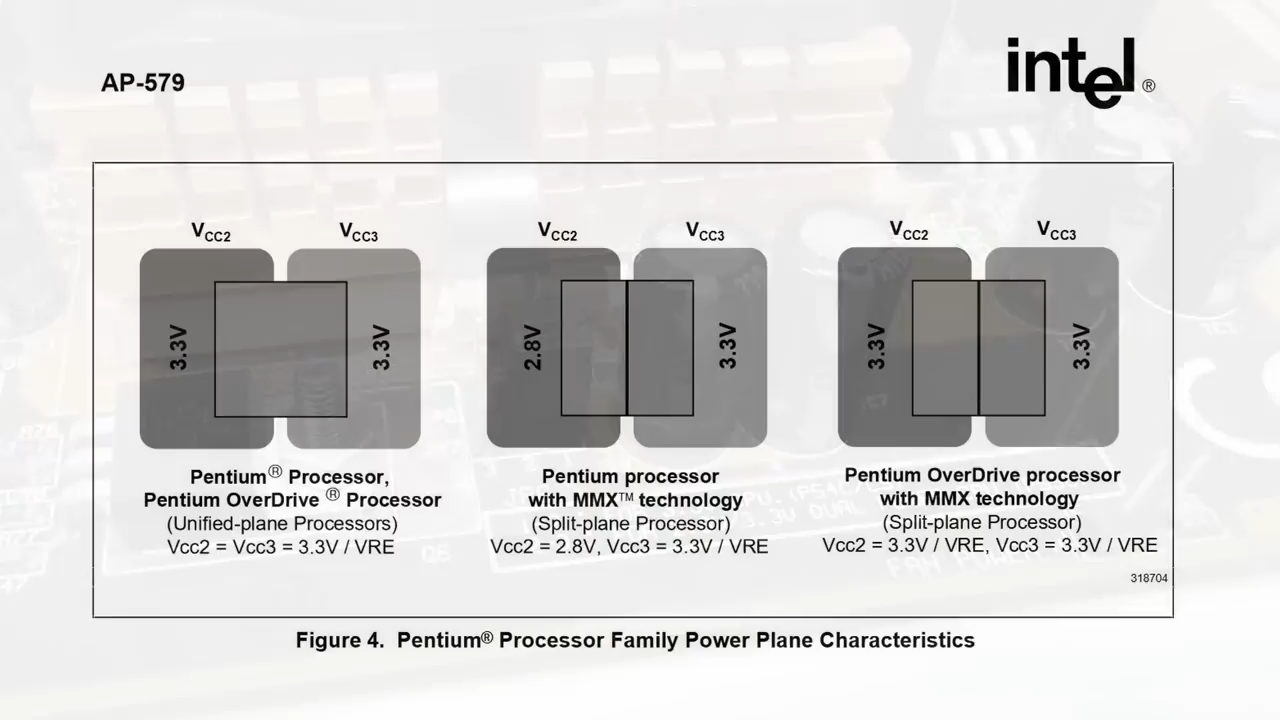 AP-579
intel®
VCC2 VCC3
VCC2 VCC3
VCC2 VCC3
3.3V 3.3V
2.8V 3.3V
3.3V 3.3V
Pentium® Processor,
Pentium OverDrive ® Processor
(Unified-plane Processors)
Vcc2 = Vcc3 = 3.3V / VRE
Pentium processor
with MMX™ technology
(Split-plane Processor)
Vcc2 = 2.8V, Vcc3 = 3.3V / VRE
Pentium OverDrive processor
with MMX technology
(Split-plane Processor)
Vcc2 = 3.3V / VRE, Vcc3 = 3.3V / VRE
318704
Figure 4. Pentium® Processor Family Power Plane Characteristics